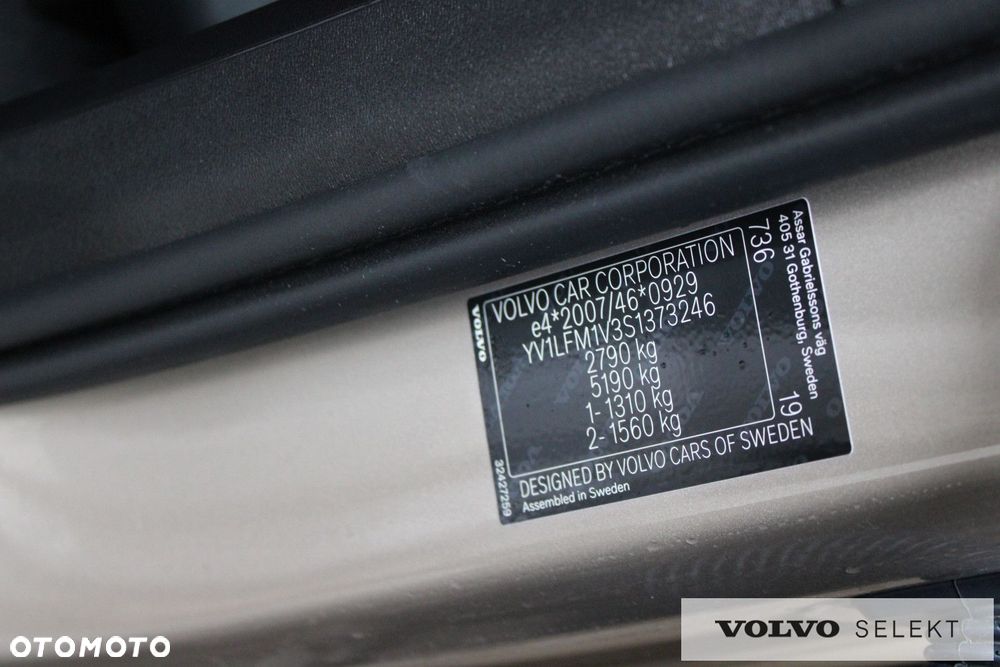 VOLVO
VOLVO CAR CORPORATION
e4*2007/46*0929
YV1LFM1V3S1373246
2790 kg
5190 kg
1- 1310 kg
2- 1560 kg
736
19
Assar Gabrielssons väg
405 31 Gothenburg, Sweden
DESIGNED BY VOLVO CARS OF SWEDEN
Assembled in Sweden
32427259
OTOMOTO
VOLVO SELEKT